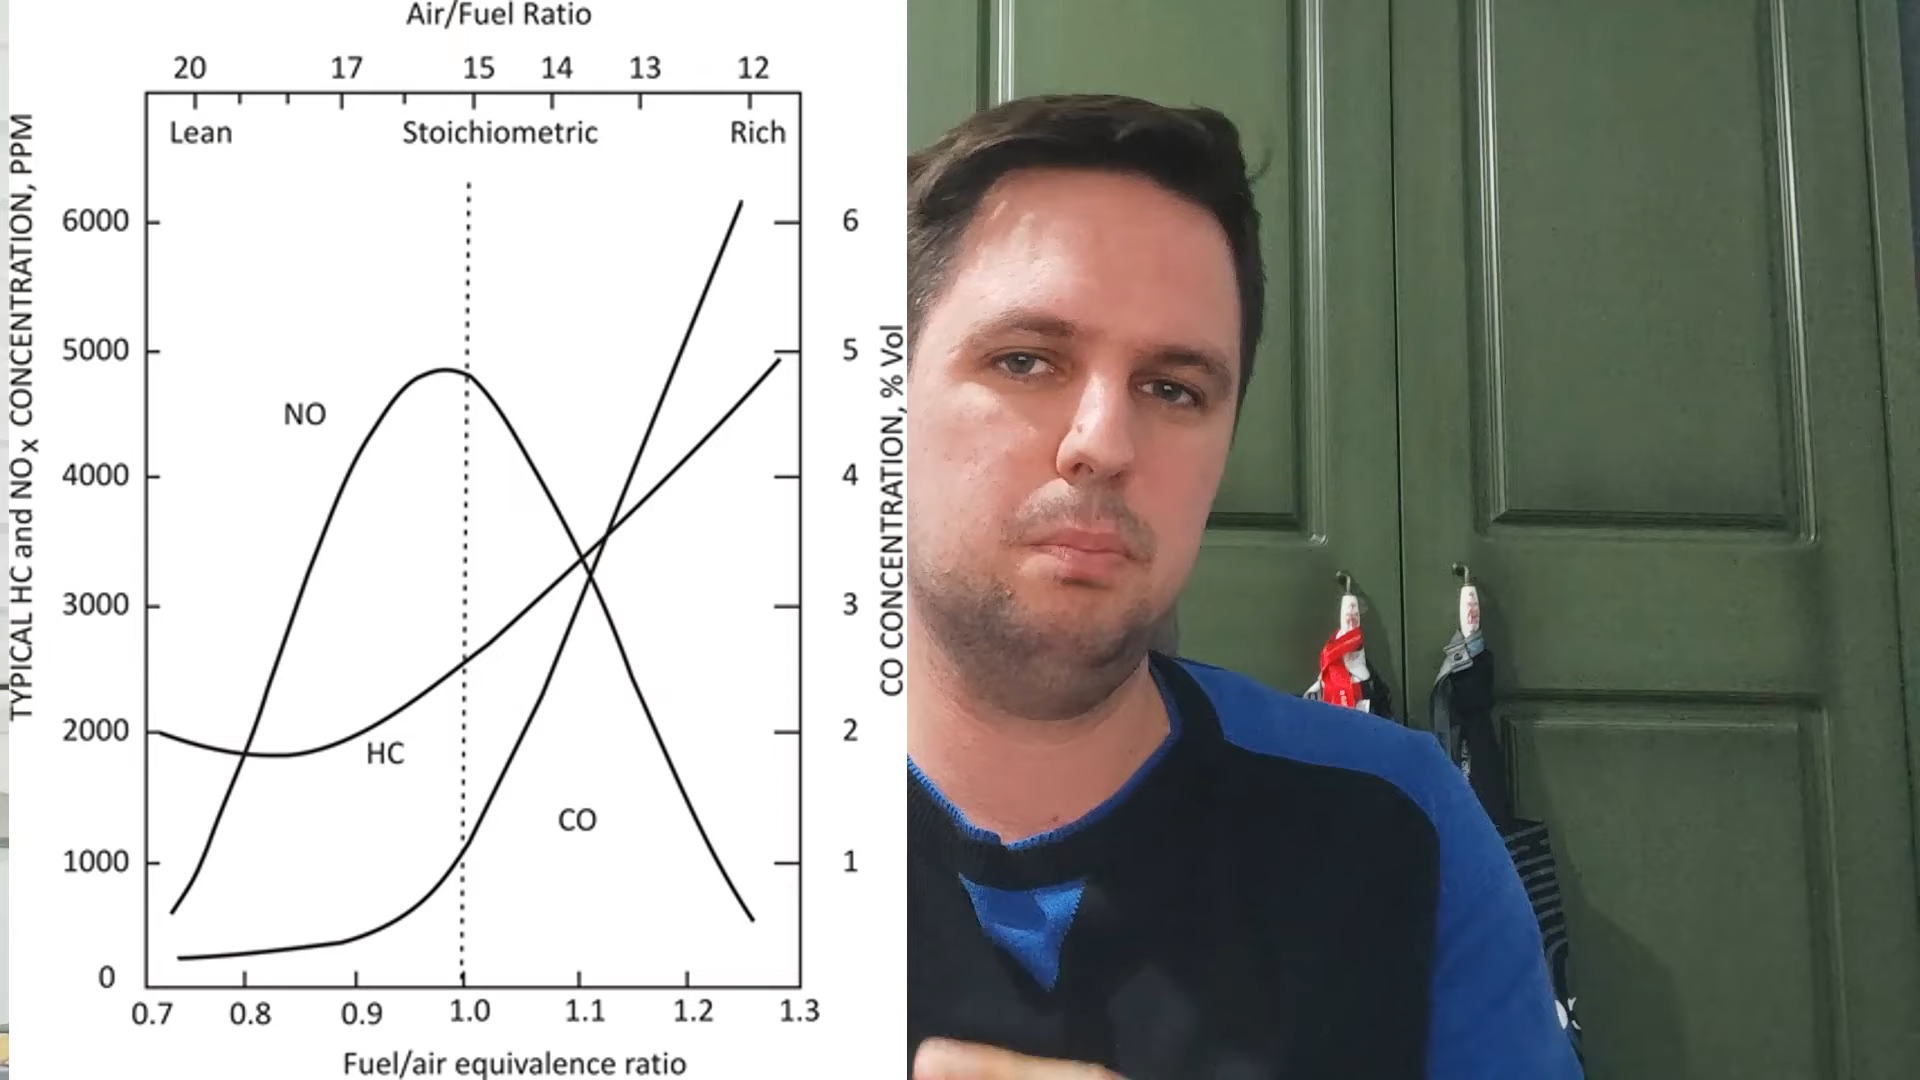 Air/Fuel Ratio
20 17 15 14 13 12
Lean Stoichiometric Rich
TYPICAL HC and NOx CONCENTRATION, PPM
6000
5000
4000
3000
2000
1000
0
NO
HC
CO
6
5
4
3
2
1
CO CONCENTRATION, % Vol
0.7 0.8 0.9 1.0 1.1 1.2 1.3
Fuel/air equivalence ratio